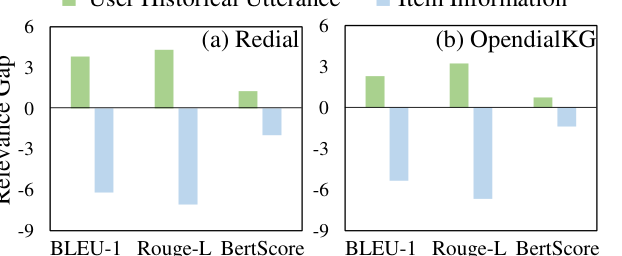 User Historical Utterance Item Information
(a) Redial
(b) OpendialKG
Relevance Gap
6
3
0
-3
-6
-9
6
3
0
-3
-6
-9
BLEU-1 Rouge-L BertScore
BLEU-1 Rouge-L BertScore